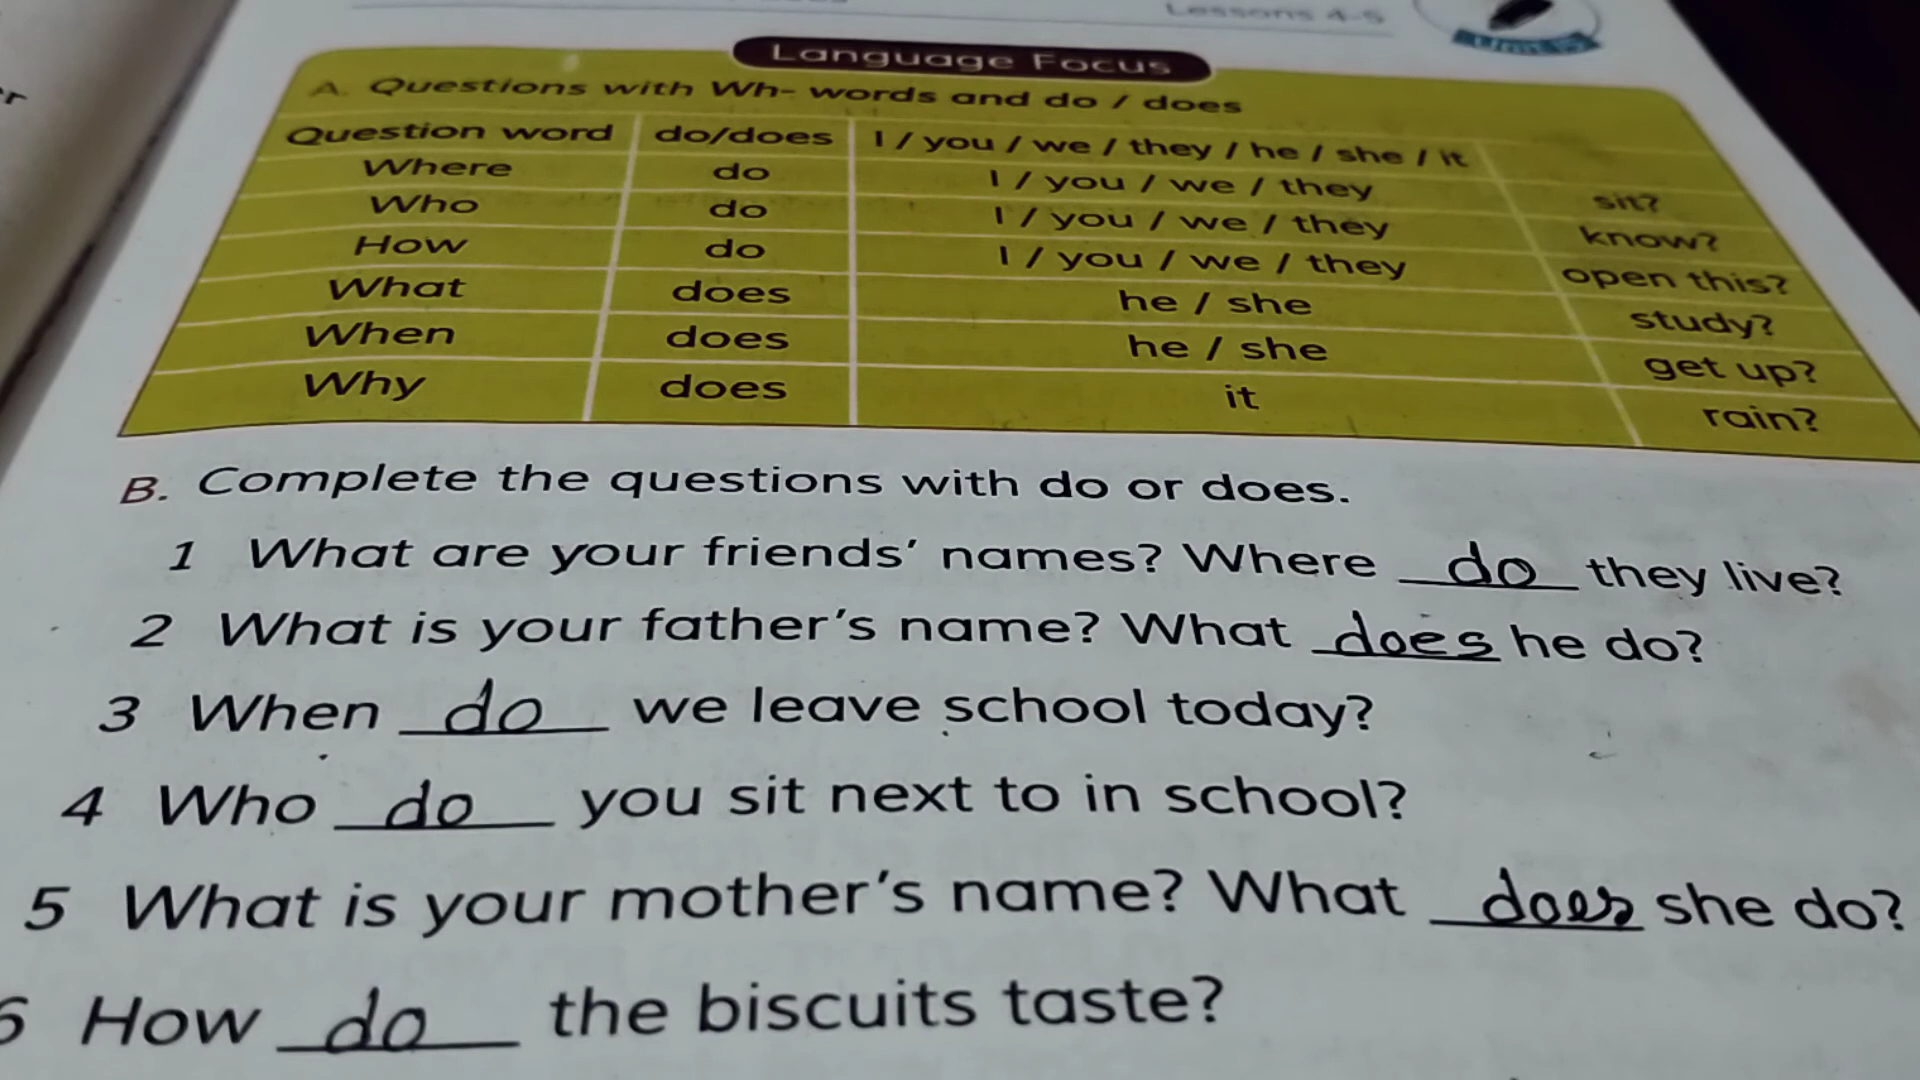 Lessons 4-5
Unit 5
Language Focus
A. Questions with Wh- words and do / does
Question word do/does I / you / we / they / he / she / it
Where do I / you / we / they sit?
Who do I / you / we / they know?
How do I / you / we / they open this?
What does he / she study?
When does he / she get up?
Why does it rain?
B. Complete the questions with do or does.
1 What are your friends' names? Where do they live?
2 What is your father's name? What does he do?
3 When do we leave school today?
4 Who do you sit next to in school?
5 What is your mother's name? What does she do?
6 How do the biscuits taste?